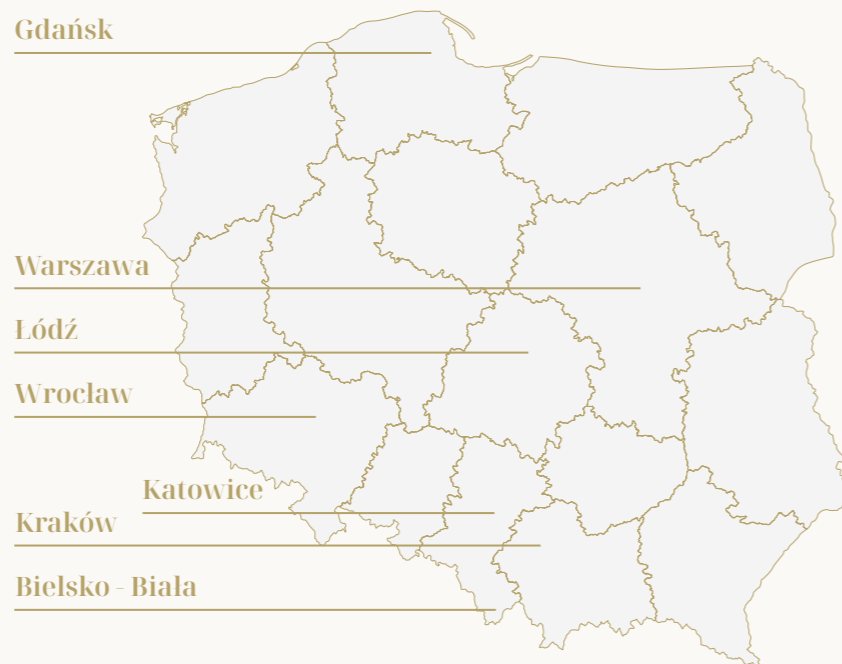 Gdańsk
Warszawa
Łódź
Wrocław
Katowice
Kraków
Bielsko - Biała